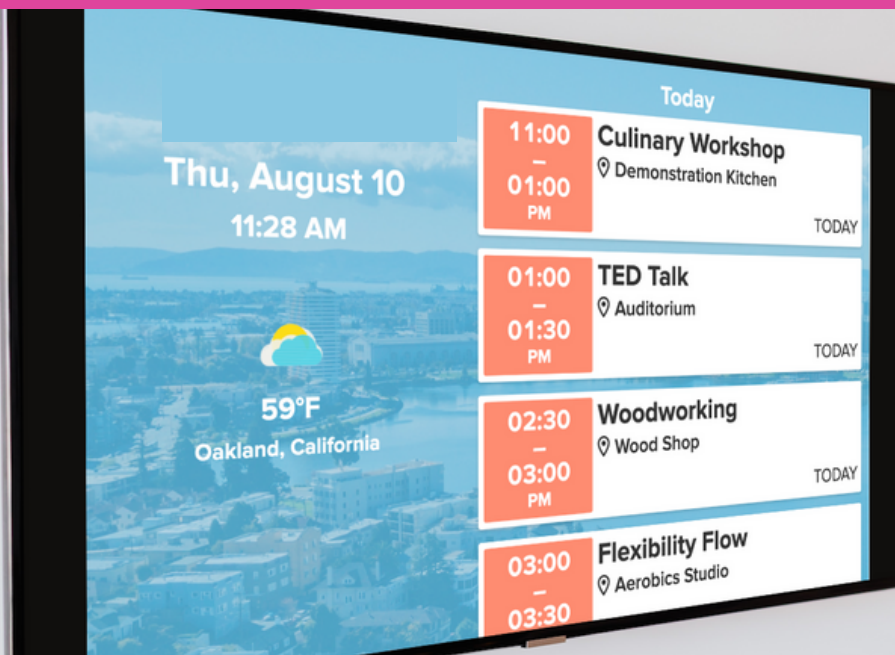 Thu, August 10
11:28 AM
59°F
Oakland, California
Today
11:00
–
01:00
PM
Culinary Workshop
Demonstration Kitchen
TODAY
01:00
–
01:30
PM
TED Talk
Auditorium
TODAY
02:30
–
03:00
PM
Woodworking
Wood Shop
TODAY
03:00
–
03:30
Flexibility Flow
Aerobics Studio